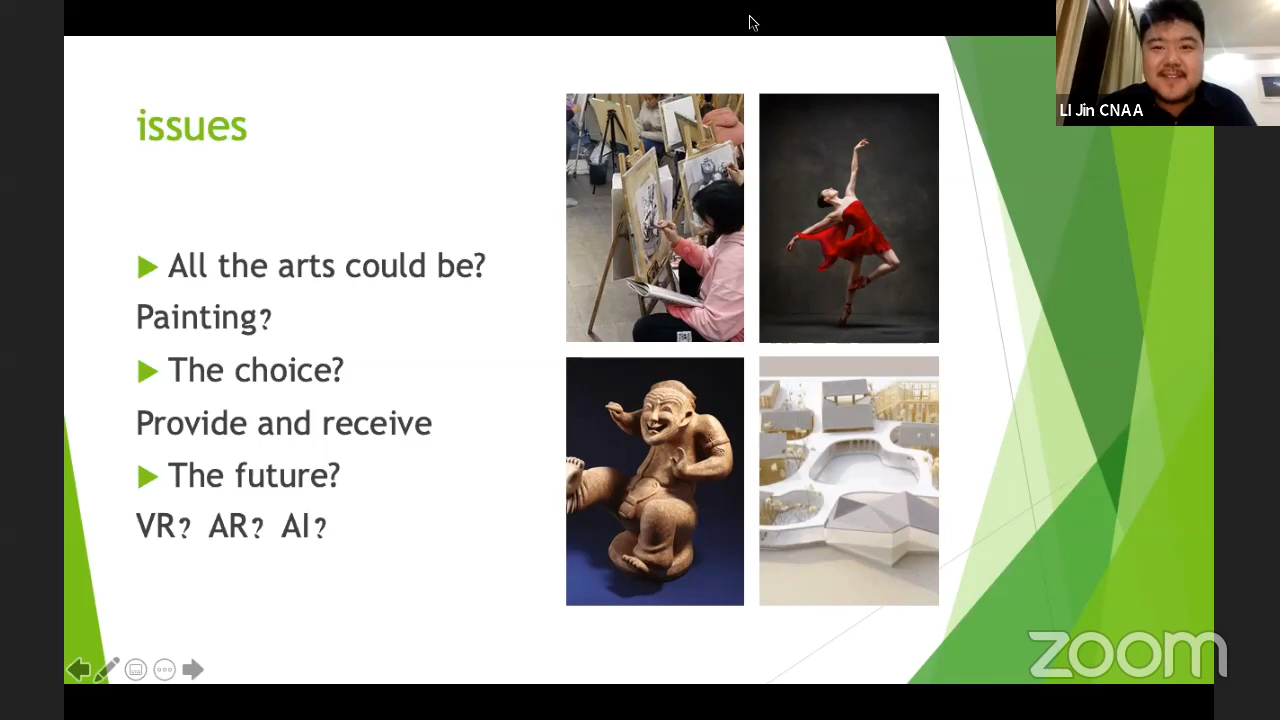 LI Jin CNAA
issues
All the arts could be?
Painting?
The choice?
Provide and receive
The future?
VR? AR? AI?
zoom